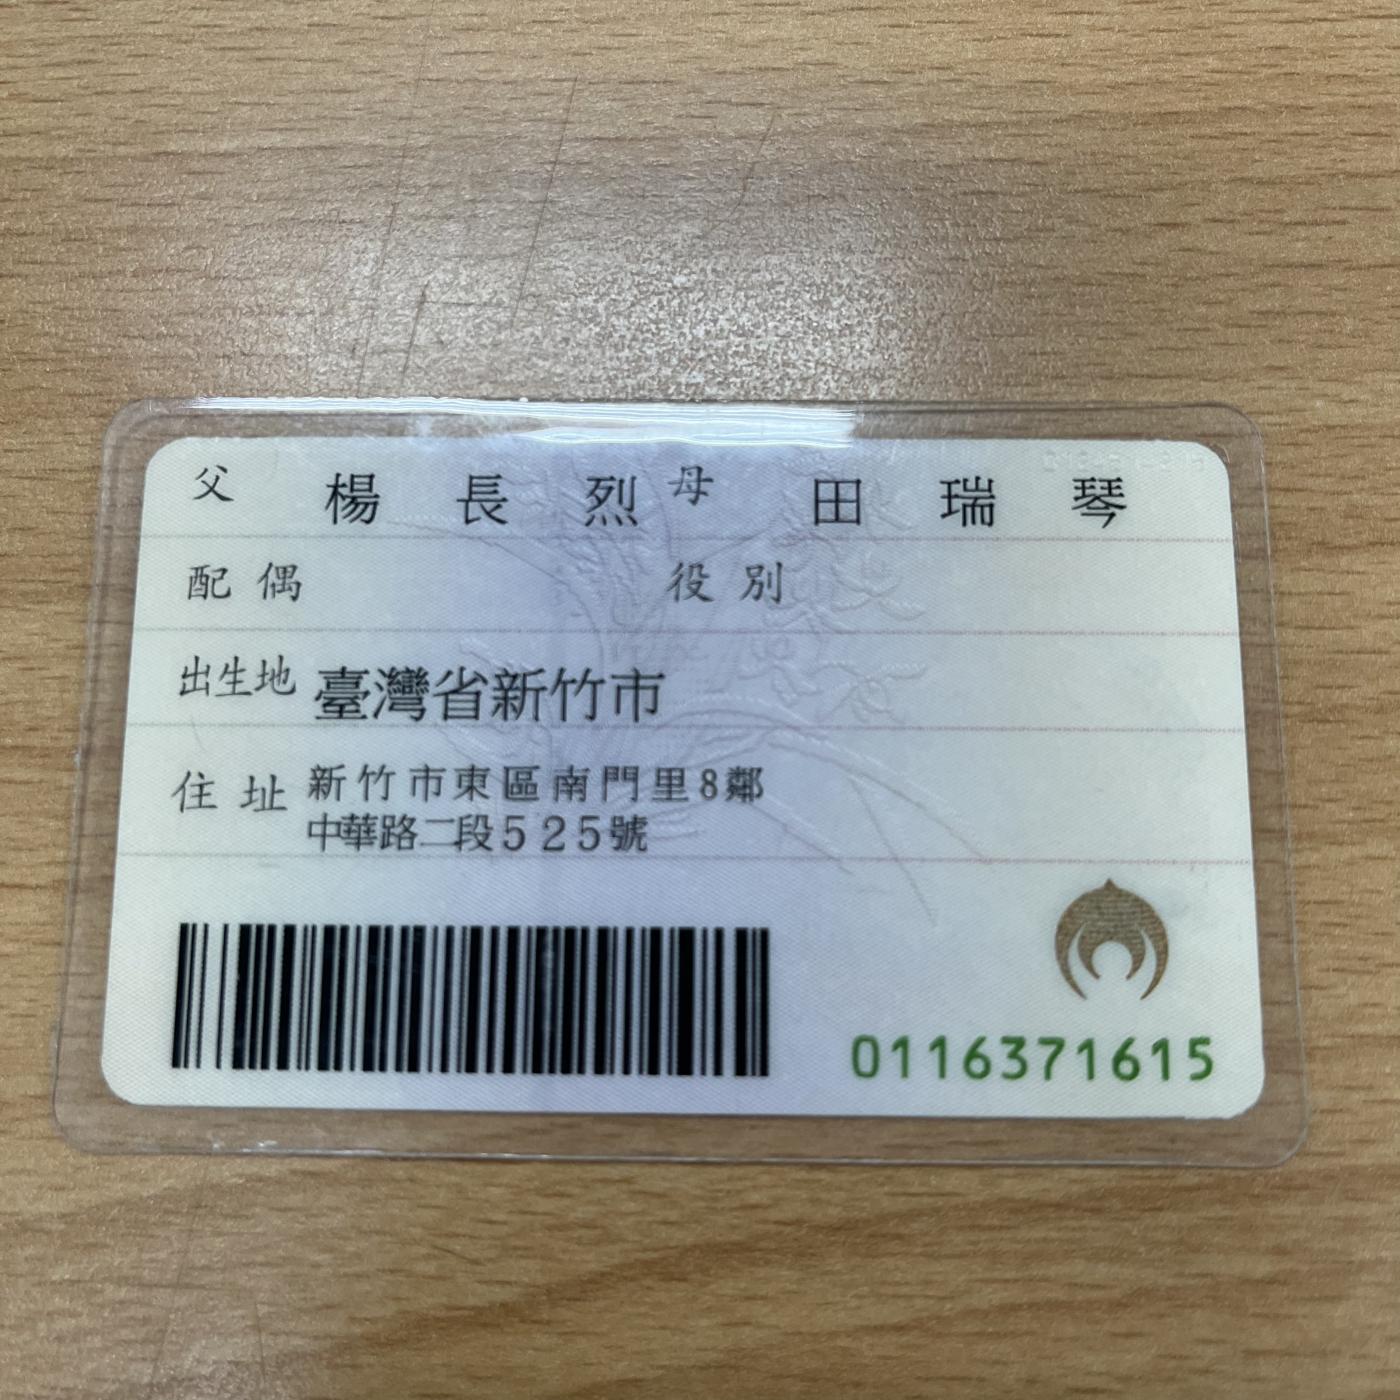 父 楊長烈 母 田瑞琴
配偶 役別
出生地 臺灣省新竹市
住址 新竹市東區南門里8鄰
中華路二段525號
0116371615